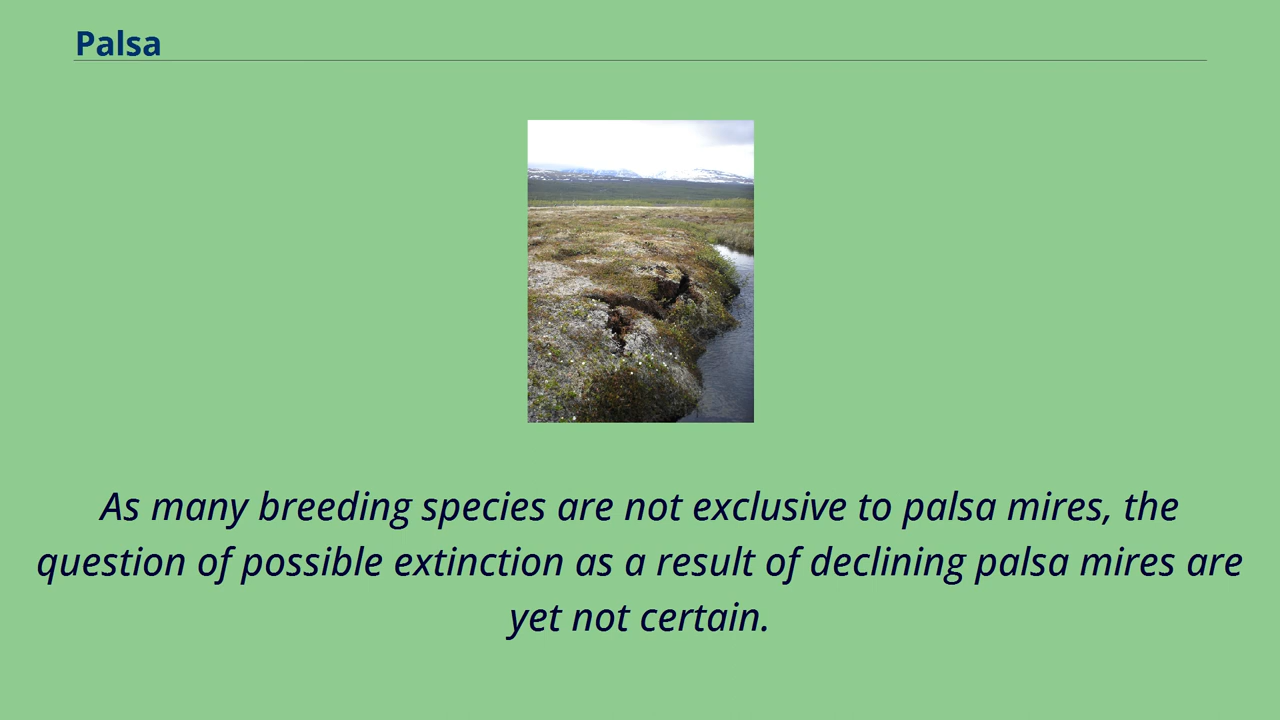 Palsa
As many breeding species are not exclusive to palsa mires, the
question of possible extinction as a result of declining palsa mires are
yet not certain.